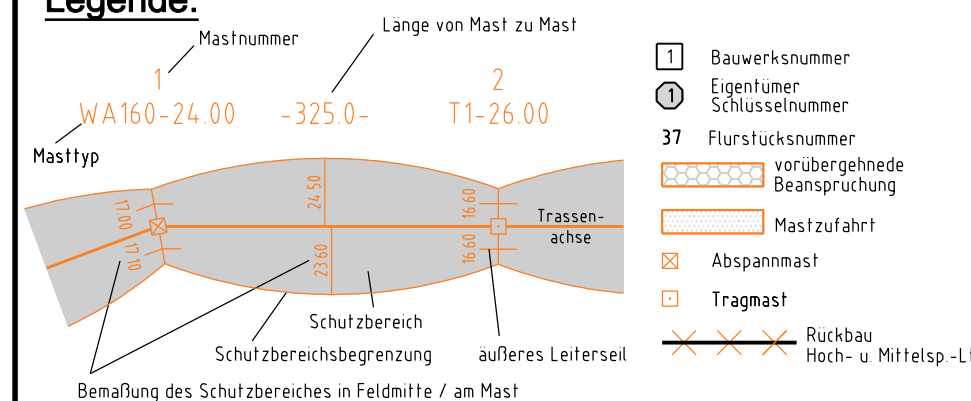 Legende:
Mastnummer
Länge von Mast zu Mast
1
2
WA160-24.00 -325.0- T1-26.00
Masttyp
17.00
17.10
24.50
23.60
16.60
16.60
Trassen-
achse
Schutzbereich
Schutzbereichsbegrenzung
äußeres Leiterseil
Bemaßung des Schutzbereiches in Feldmitte / am Mast
1 Bauwerksnummer
1 Eigentümer
Schlüsselnummer
37 Flurstücksnummer
vorübergehnede
Beanspruchung
Mastzufahrt
Abspannmast
Tragmast
Rückbau
Hoch- u. Mittelsp.-Lt